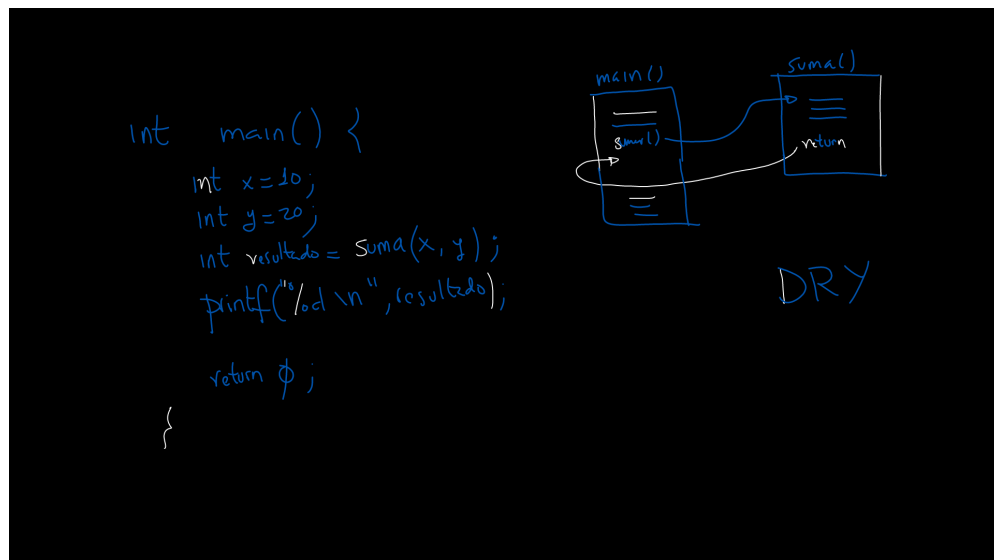 int main() {
int x = 10;
int y = 20;
int resultado = suma(x, y);
printf("%d \n", resultado);
return 0;
}
main()
suma()
suma()
return
DRY